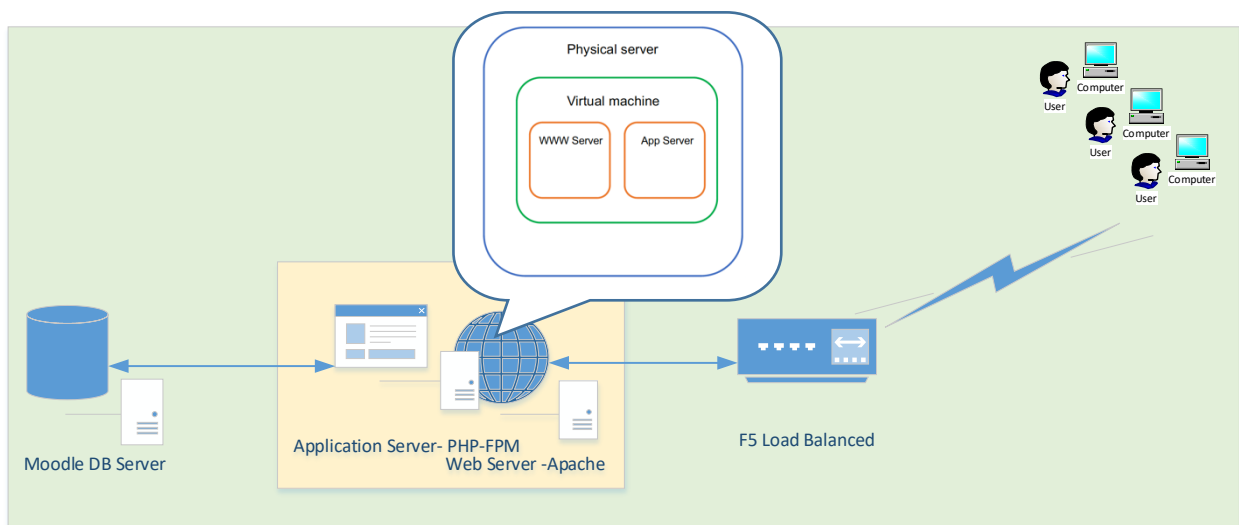 Physical server
Virtual machine
WWW Server
App Server
Computer
User
Computer
User
Computer
User
Moodle DB Server
Application Server- PHP-FPM
Web Server -Apache
F5 Load Balanced